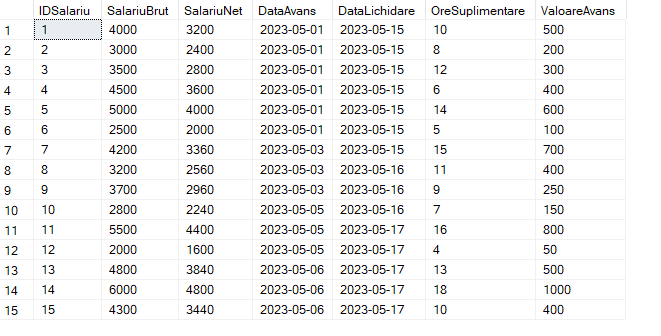 IDSalariu SalariuBrut SalariuNet DataAvans DataLichidare OreSuplimentare ValoareAvans
1 1 4000 3200 2023-05-01 2023-05-15 10 500
2 2 3000 2400 2023-05-01 2023-05-15 8 200
3 3 3500 2800 2023-05-01 2023-05-15 12 300
4 4 4500 3600 2023-05-01 2023-05-15 6 400
5 5 5000 4000 2023-05-01 2023-05-15 14 600
6 6 2500 2000 2023-05-01 2023-05-15 5 100
7 7 4200 3360 2023-05-03 2023-05-15 15 700
8 8 3200 2560 2023-05-03 2023-05-16 11 400
9 9 3700 2960 2023-05-03 2023-05-16 9 250
10 10 2800 2240 2023-05-05 2023-05-16 7 150
11 11 5500 4400 2023-05-05 2023-05-17 16 800
12 12 2000 1600 2023-05-05 2023-05-17 4 50
13 13 4800 3840 2023-05-06 2023-05-17 13 500
14 14 6000 4800 2023-05-06 2023-05-17 18 1000
15 15 4300 3440 2023-05-06 2023-05-17 10 400